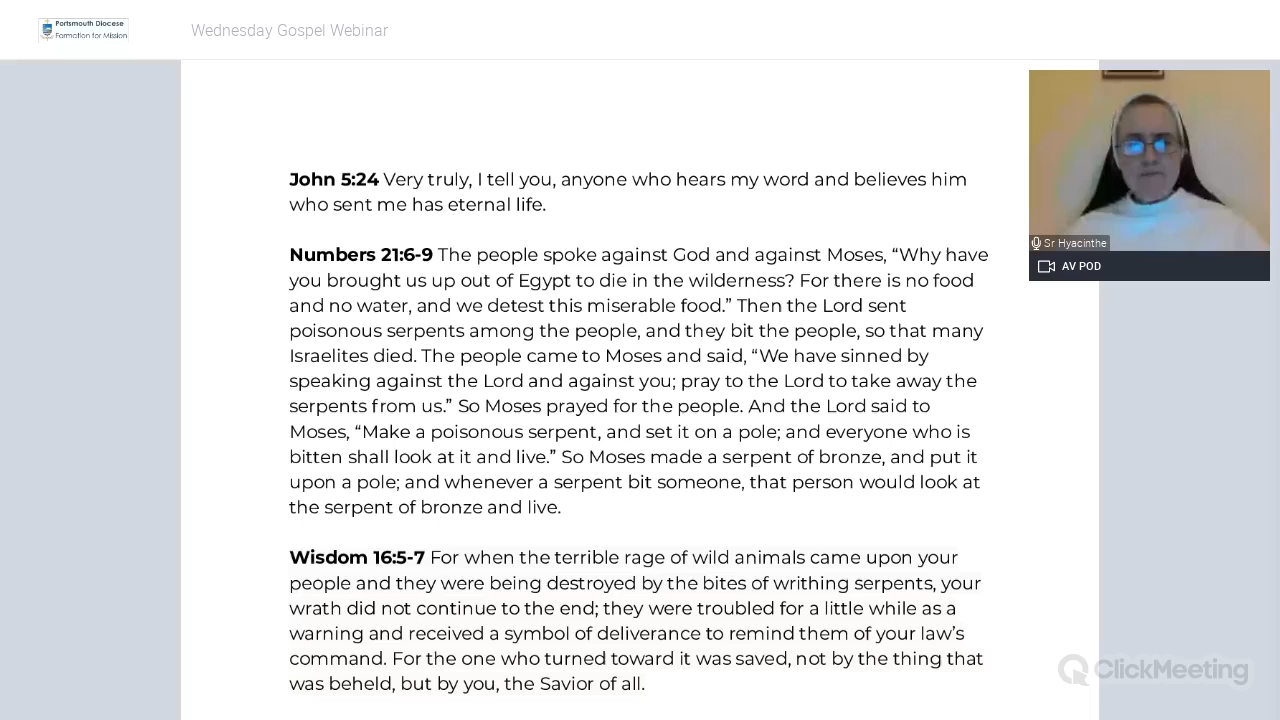 Portsmouth Diocese
Formation for Mission
Wednesday Gospel Webinar
John 5:24 Very truly, I tell you, anyone who hears my word and believes him
who sent me has eternal life.
Numbers 21:6-9 The people spoke against God and against Moses, “Why have
you brought us up out of Egypt to die in the wilderness? For there is no food
and no water, and we detest this miserable food.” Then the Lord sent
poisonous serpents among the people, and they bit the people, so that many
Israelites died. The people came to Moses and said, “We have sinned by
speaking against the Lord and against you; pray to the Lord to take away the
serpents from us.” So Moses prayed for the people. And the Lord said to
Moses, “Make a poisonous serpent, and set it on a pole; and everyone who is
bitten shall look at it and live.” So Moses made a serpent of bronze, and put it
upon a pole; and whenever a serpent bit someone, that person would look at
the serpent of bronze and live.
Wisdom 16:5-7 For when the terrible rage of wild animals came upon your
people and they were being destroyed by the bites of writhing serpents, your
wrath did not continue to the end; they were troubled for a little while as a
warning and received a symbol of deliverance to remind them of your law’s
command. For the one who turned toward it was saved, not by the thing that
was beheld, but by you, the Savior of all.
Sr Hyacinthe
AV POD
ClickMeeting